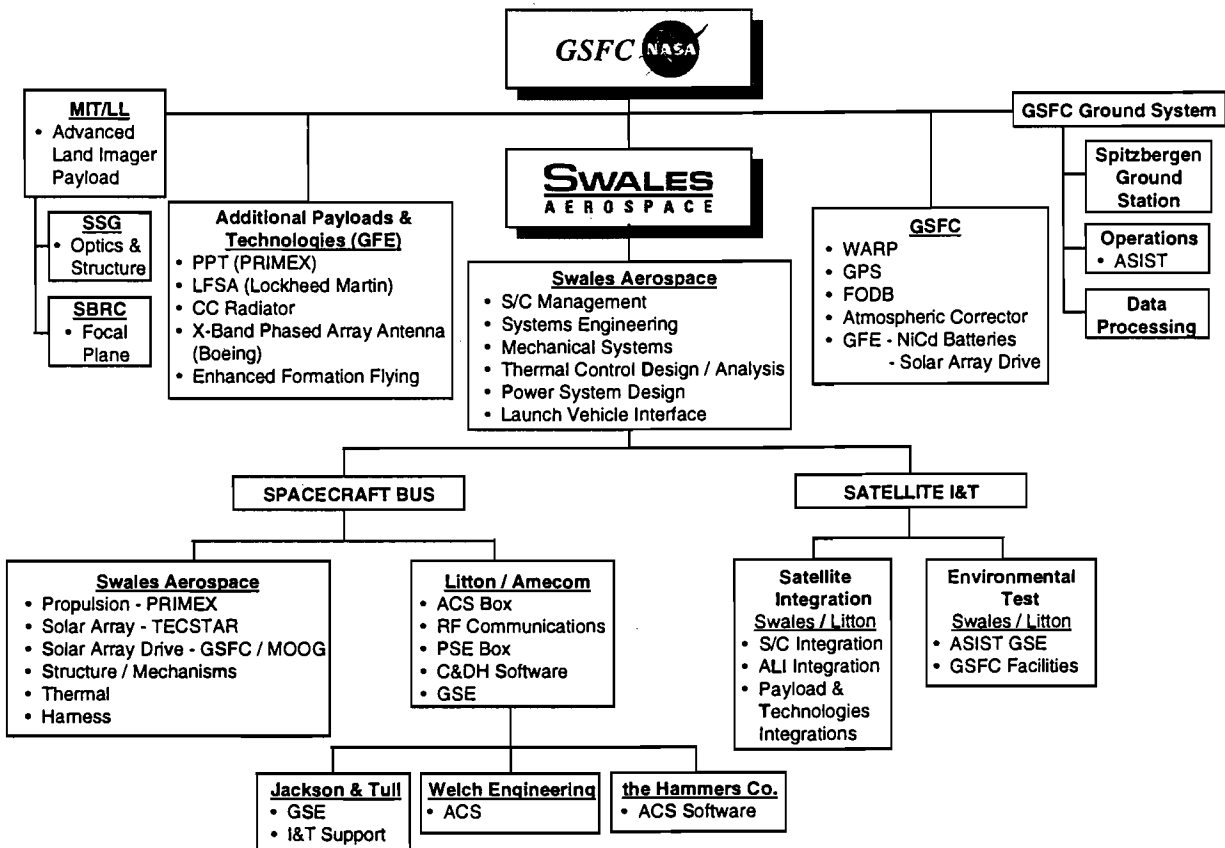 GSFC NASA
MIT/LL
• Advanced
Land Imager
Payload
SSG
• Optics &
Structure
SBRC
• Focal
Plane
Additional Payloads &
Technologies (GFE)
• PPT (PRIMEX)
• LFSA (Lockheed Martin)
• CC Radiator
• X-Band Phased Array Antenna
(Boeing)
• Enhanced Formation Flying
SWALES
AEROSPACE
Swales Aerospace
• S/C Management
• Systems Engineering
• Mechanical Systems
• Thermal Control Design / Analysis
• Power System Design
• Launch Vehicle Interface
GSFC
• WARP
• GPS
• FODB
• Atmospheric Corrector
• GFE - NiCd Batteries
- Solar Array Drive
GSFC Ground System
Spitzbergen
Ground
Station
Operations
• ASIST
Data
Processing
SPACECRAFT BUS
SATELLITE I&T
Swales Aerospace
• Propulsion - PRIMEX
• Solar Array - TECSTAR
• Solar Array Drive - GSFC / MOOG
• Structure / Mechanisms
• Thermal
• Harness
Litton / Amecom
• ACS Box
• RF Communications
• PSE Box
• C&DH Software
• GSE
Satellite
Integration
Swales / Litton
• S/C Integration
• ALI Integration
• Payload &
Technologies
Integrations
Environmental
Test
Swales / Litton
• ASIST GSE
• GSFC Facilities
Jackson & Tull
• GSE
• I&T Support
Welch Engineering
• ACS
the Hammers Co.
• ACS Software